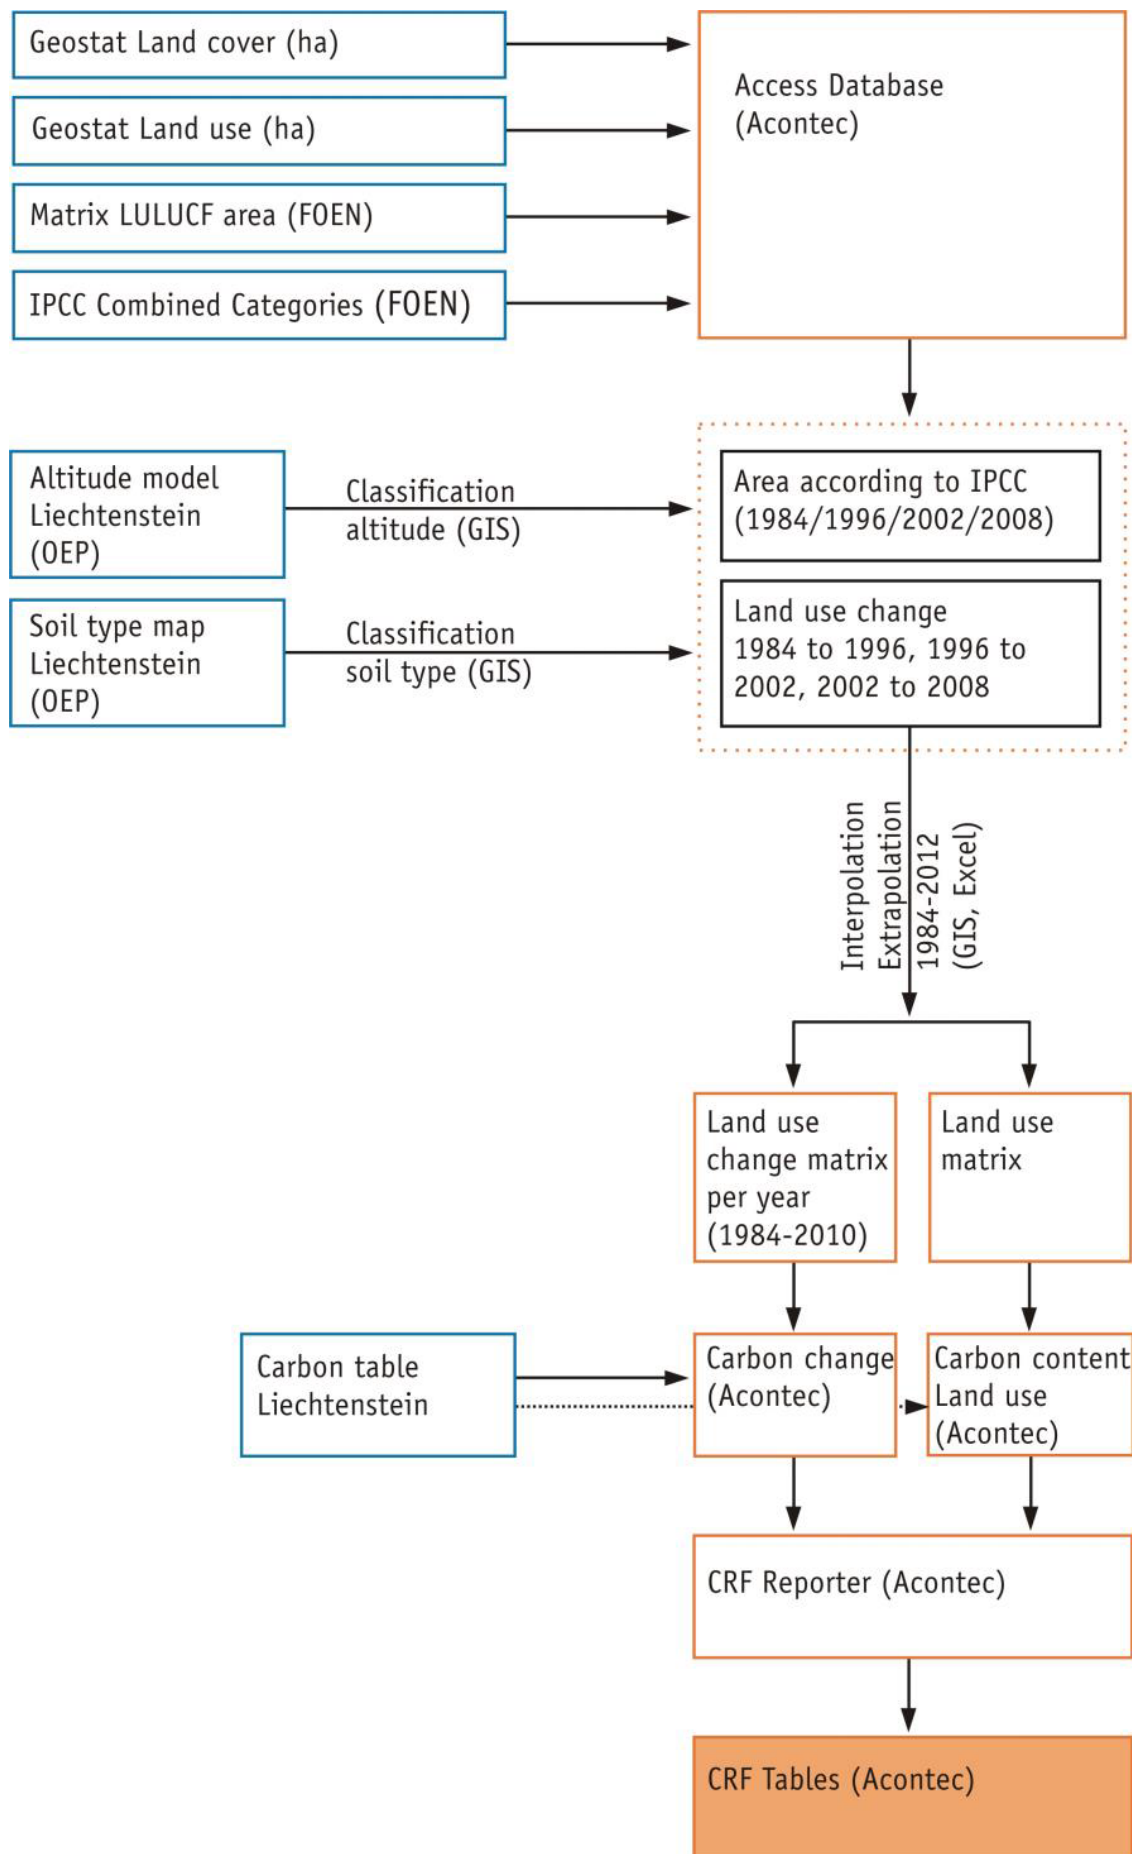 Geostat Land cover (ha)
Geostat Land use (ha)
Matrix LULUCF area (FOEN)
IPCC Combined Categories (FOEN)
Access Database
(Acontec)
Altitude model
Liechtenstein
(OEP)
Classification
altitude (GIS)
Area according to IPCC
(1984/1996/2002/2008)
Soil type map
Liechtenstein
(OEP)
Classification
soil type (GIS)
Land use change
1984 to 1996, 1996 to
2002, 2002 to 2008
Interpolation
Extrapolation
1984-2012
(GIS, Excel)
Land use
change matrix
per year
(1984-2010)
Land use
matrix
Carbon table
Liechtenstein
Carbon change
(Acontec)
Carbon content
Land use
(Acontec)
CRF Reporter (Acontec)
CRF Tables (Acontec)